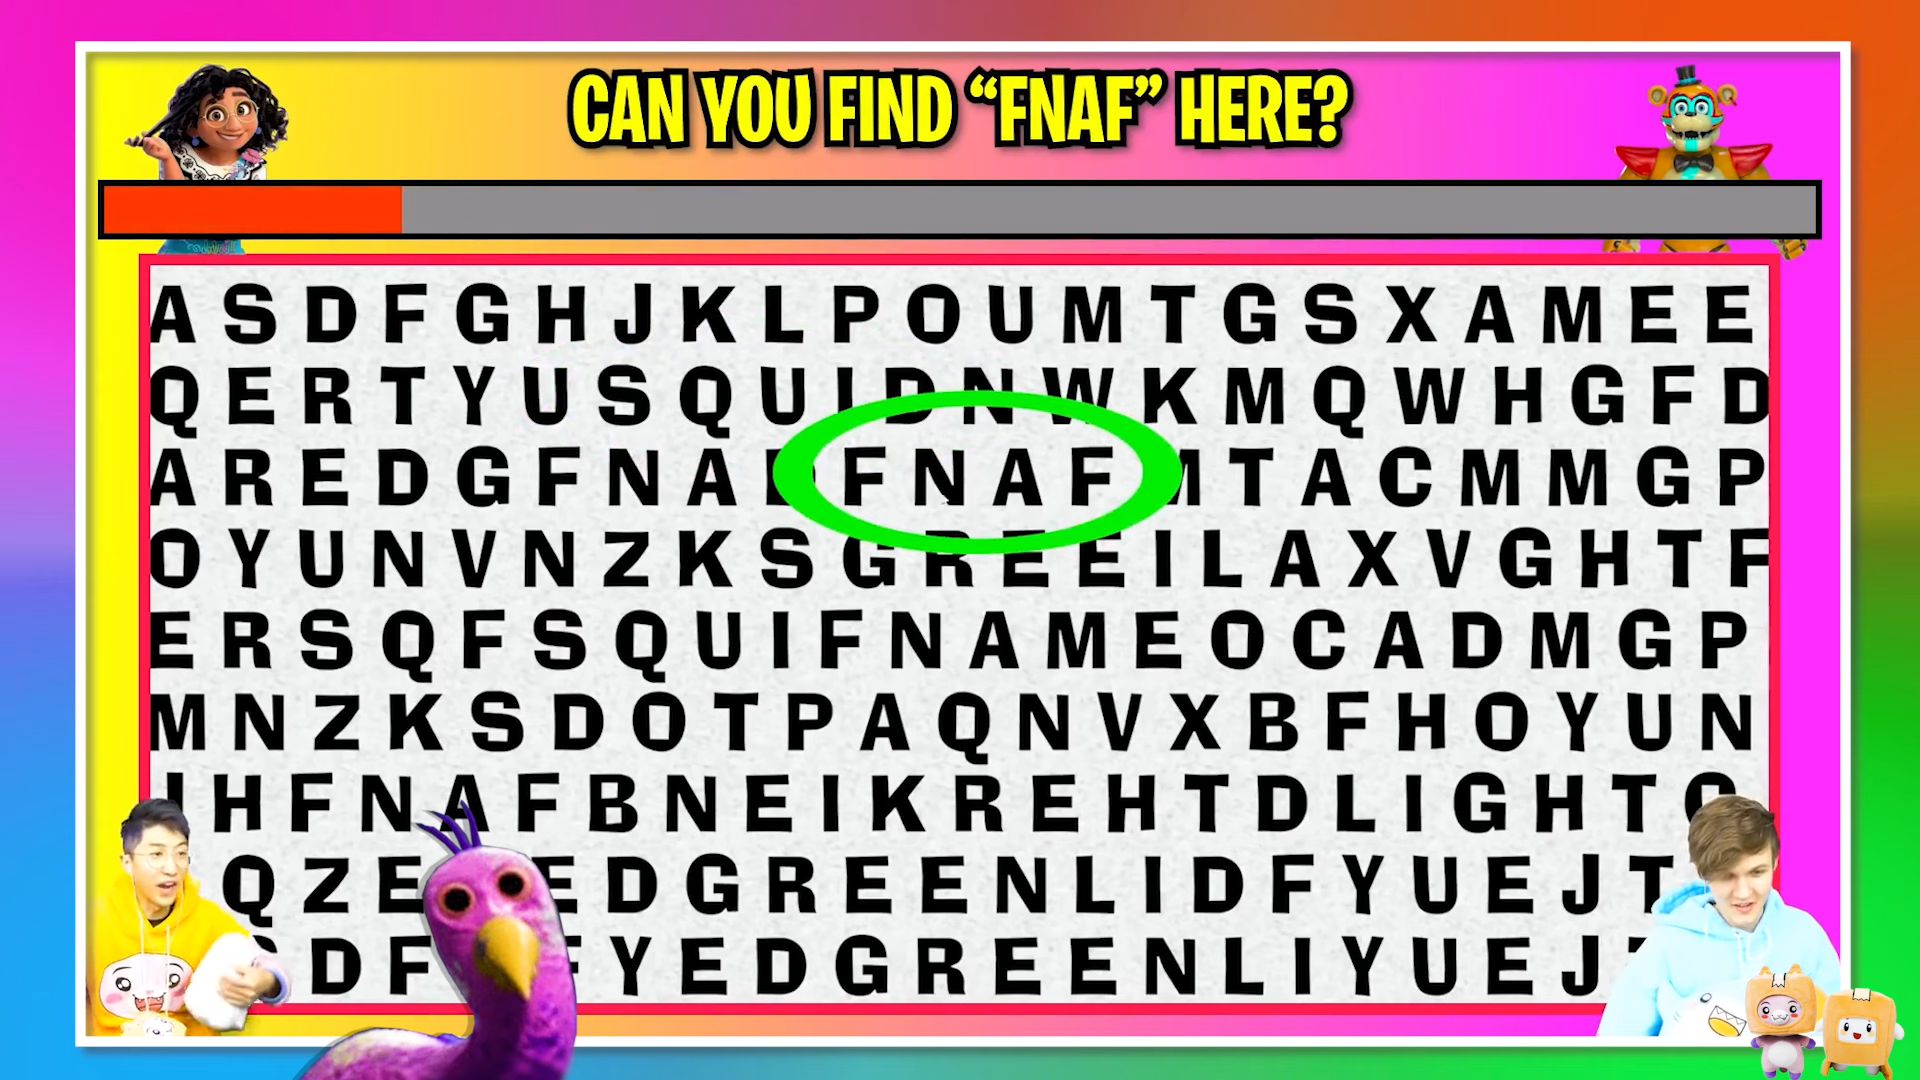 CAN YOU FIND “FNAF” HERE?
A S D F G H J K L P O U M T G S X A M E E
Q E R T Y U S Q U I D N W K M Q W H G F D
A R E D G F N A D F N A F M T A C M M G P
O Y U N V N Z K S G R E E I L A X V G H T F
E R S Q F S Q U I F N A M E O C A D M G P
M N Z K S D O T P A Q N V X B F H O Y U N
H F N A F B N E I K R E H T D L I G H T
Q Z E E D G R E E N L I D F Y U E J T
D F Y E D G R E E N L I Y U E J